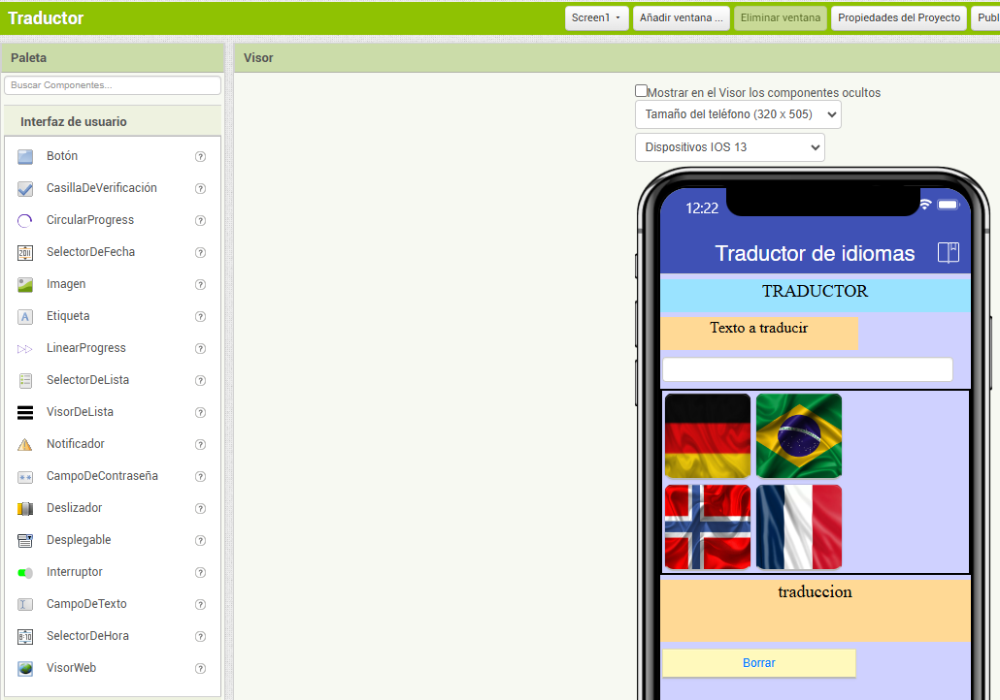 Traductor
Screen1
Añadir ventana ...
Eliminar ventana
Propiedades del Proyecto
Publ
Paleta
Visor
Buscar Componentes...
Interfaz de usuario
Botón
CasillaDeVerificación
CircularProgress
SelectorDeFecha
Imagen
Etiqueta
LinearProgress
SelectorDeLista
VisorDeLista
Notificador
CampoDeContraseña
Deslizador
Desplegable
Interruptor
CampoDeTexto
SelectorDeHora
VisorWeb
Mostrar en el Visor los componentes ocultos
Tamaño del teléfono (320 x 505)
Dispositivos IOS 13
12:22
Traductor de idiomas
TRADUCTOR
Texto a traducir
traduccion
Borrar